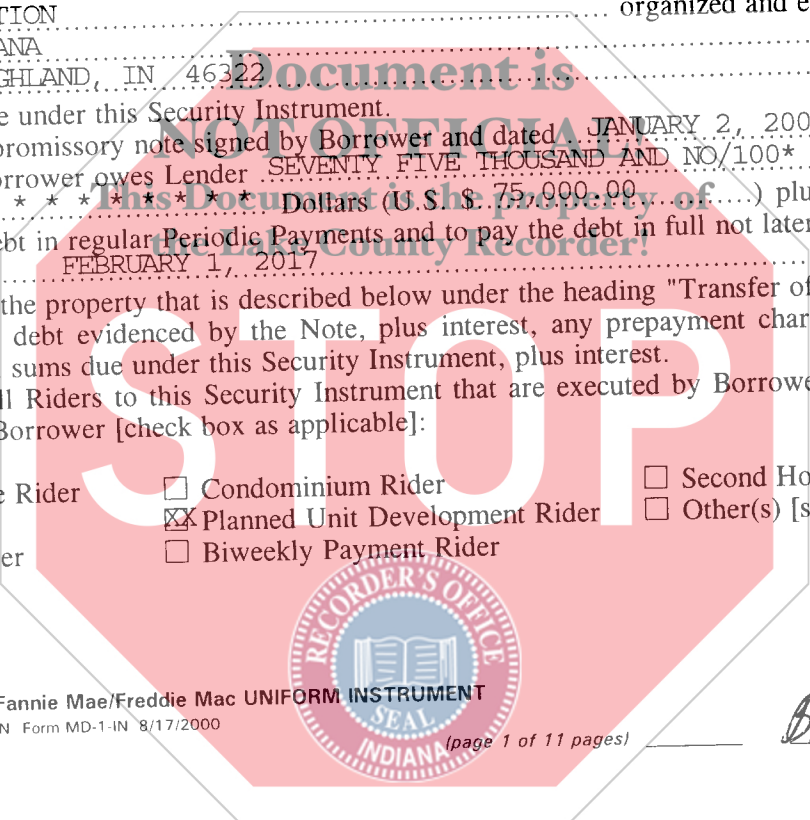 TION organized and e
ANA
GHLAND, IN 46322
Document is
e under this Security Instrument.
NOT OFFICIAL!
promissory note signed by Borrower and dated JANUARY 2, 200
orrower owes Lender SEVENTY FIVE THOUSAND AND NO/100*
This Document is the property of
* * * * * * * * Dollars (U.S. $ 75,000.00 ) plu
ebt in regular Periodic Payments and to pay the debt in full not later
the Lake County Recorder!
FEBRUARY 1, 2017
the property that is described below under the heading "Transfer of
debt evidenced by the Note, plus interest, any prepayment char
sums due under this Security Instrument, plus interest.
ll Riders to this Security Instrument that are executed by Borrowe
Borrower [check box as applicable]:
STOP
e Rider ☐ Condominium Rider ☐ Second Ho
XX Planned Unit Development Rider ☐ Other(s) [s
er ☐ Biweekly Payment Rider
RECORDER'S OFFICE
SEAL
INDIANA
Fannie Mae/Freddie Mac UNIFORM INSTRUMENT
N Form MD-1-IN 8/17/2000
(page 1 of 11 pages)